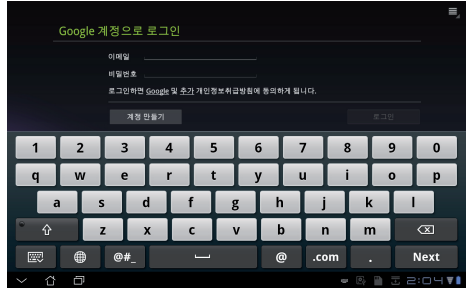 Google 계정으로 로그인
이메일
비밀번호
로그인하면 Google 및 추가 개인정보취급방침에 동의하게 됩니다.
계정 만들기 로그인
1 2 3 4 5 6 7 8 9 0
q w e r t y u i o p
a s d f g h j k l
z x c v b n m
@#_ @ .com . Next
2:04